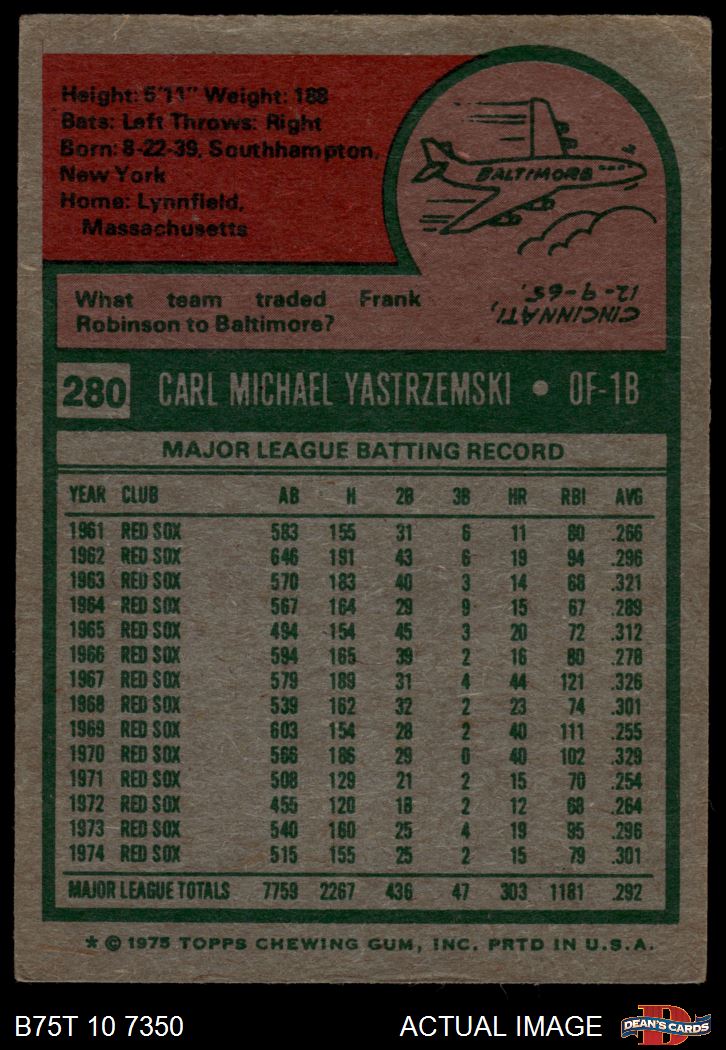 Height: 5'11" Weight: 188
Bats: Left Throws: Right
Born: 8-22-39, Southhampton,
New York
Home: Lynnfield,
Massachusetts
BALTIMORE
What team traded Frank
Robinson to Baltimore?
CINCINNATI,
12-9-65.
280 CARL MICHAEL YASTRZEMSKI • OF-1B
MAJOR LEAGUE BATTING RECORD
YEAR CLUB AB H 2B 3B HR RBI AVG
1961 RED SOX 583 155 31 6 11 80 .266
1962 RED SOX 646 191 43 6 19 94 .296
1963 RED SOX 570 183 40 3 14 68 .321
1964 RED SOX 567 164 29 9 15 67 .289
1965 RED SOX 494 154 45 3 20 72 .312
1966 RED SOX 594 165 39 2 16 80 .278
1967 RED SOX 579 189 31 4 44 121 .326
1968 RED SOX 539 162 32 2 23 74 .301
1969 RED SOX 603 154 28 2 40 111 .255
1970 RED SOX 566 186 29 0 40 102 .329
1971 RED SOX 508 129 21 2 15 70 .254
1972 RED SOX 455 120 18 2 12 68 .264
1973 RED SOX 540 160 25 4 19 95 .296
1974 RED SOX 515 155 25 2 15 79 .301
MAJOR LEAGUE TOTALS 7759 2267 436 47 303 1181 .292
* © 1975 TOPPS CHEWING GUM, INC. PRTD IN U.S.A.
B75T 10 7350 ACTUAL IMAGE
D
DEAN'S CARDS